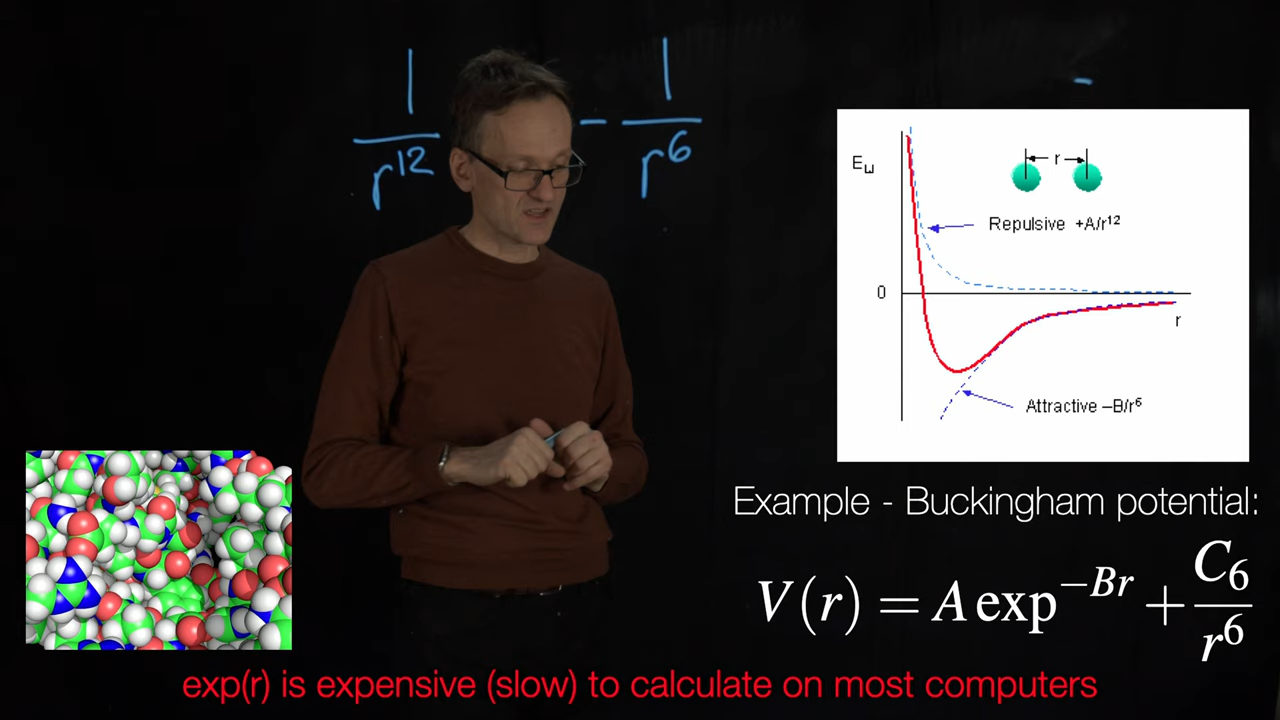 1/r¹² - 1/r⁶
E_w
r
Repulsive +A/r¹²
0
r
Attractive –B/r⁶
Example - Buckingham potential:
V(r) = A exp^{-Br} + C₆/r⁶
exp(r) is expensive (slow) to calculate on most computers